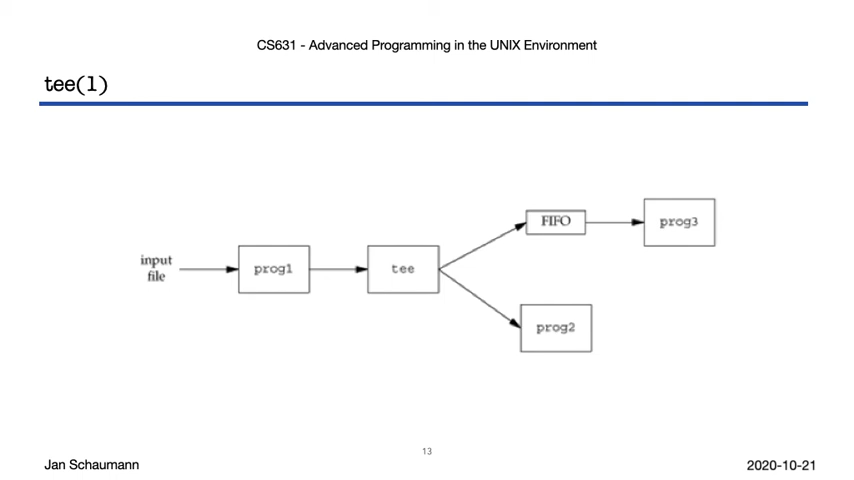 CS631 - Advanced Programming in the UNIX Environment
tee(1)
input
file
prog1
tee
FIFO
prog3
prog2
13
Jan Schaumann
2020-10-21